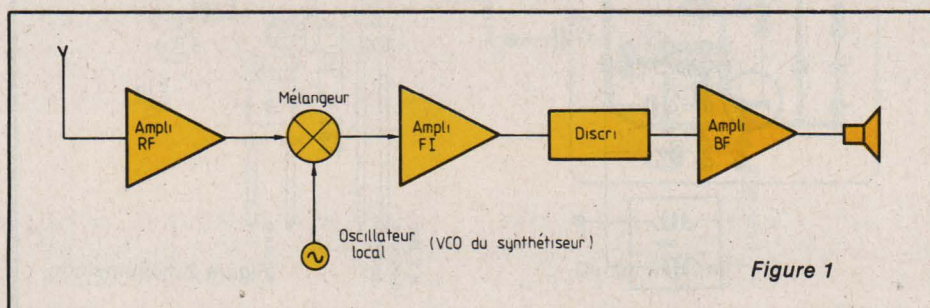 Ampli
RF
Mélangeur
Ampli
FI
Discri
Ampli
BF
Oscillateur
local
(VCO du synthétiseur)
Figure 1